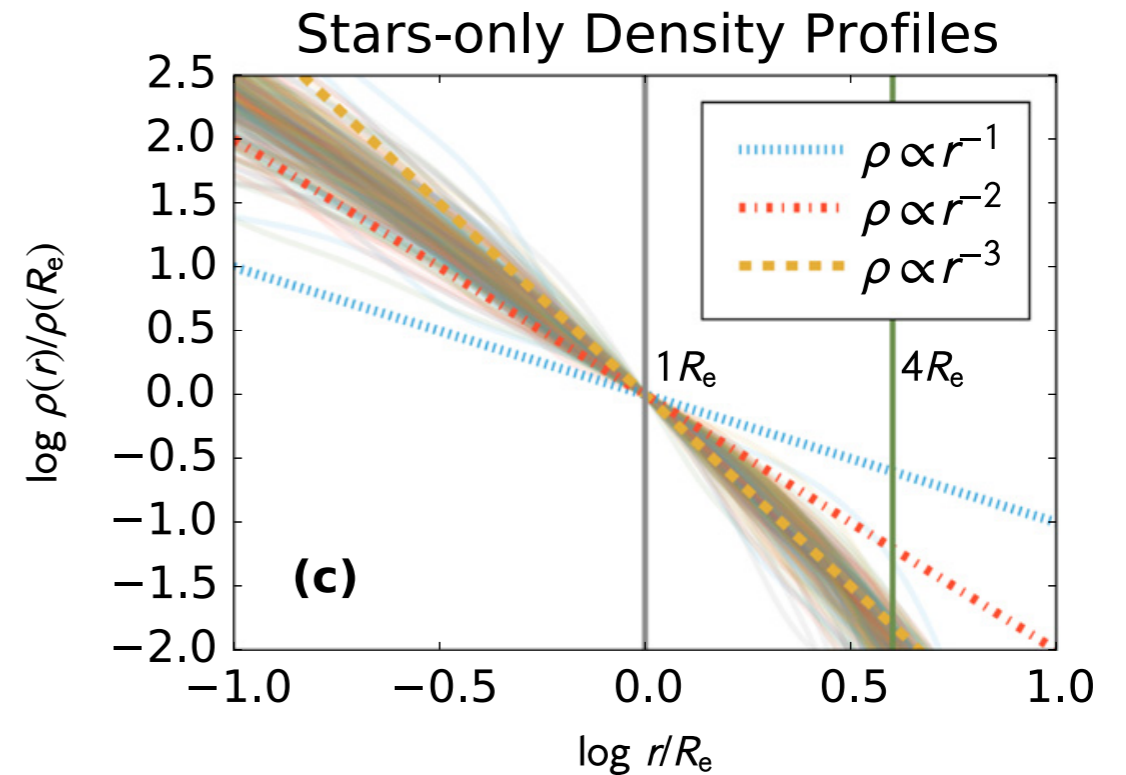 Stars-only Density Profiles
2.5
2.0
1.5
1.0
0.5
0.0
−0.5
−1.0
−1.5
−2.0
log ρ(r)/ρ(Rₑ)
ρ ∝ r⁻¹
ρ ∝ r⁻²
ρ ∝ r⁻³
1Rₑ
4Rₑ
(c)
−1.0 −0.5 0.0 0.5 1.0
log r/Rₑ